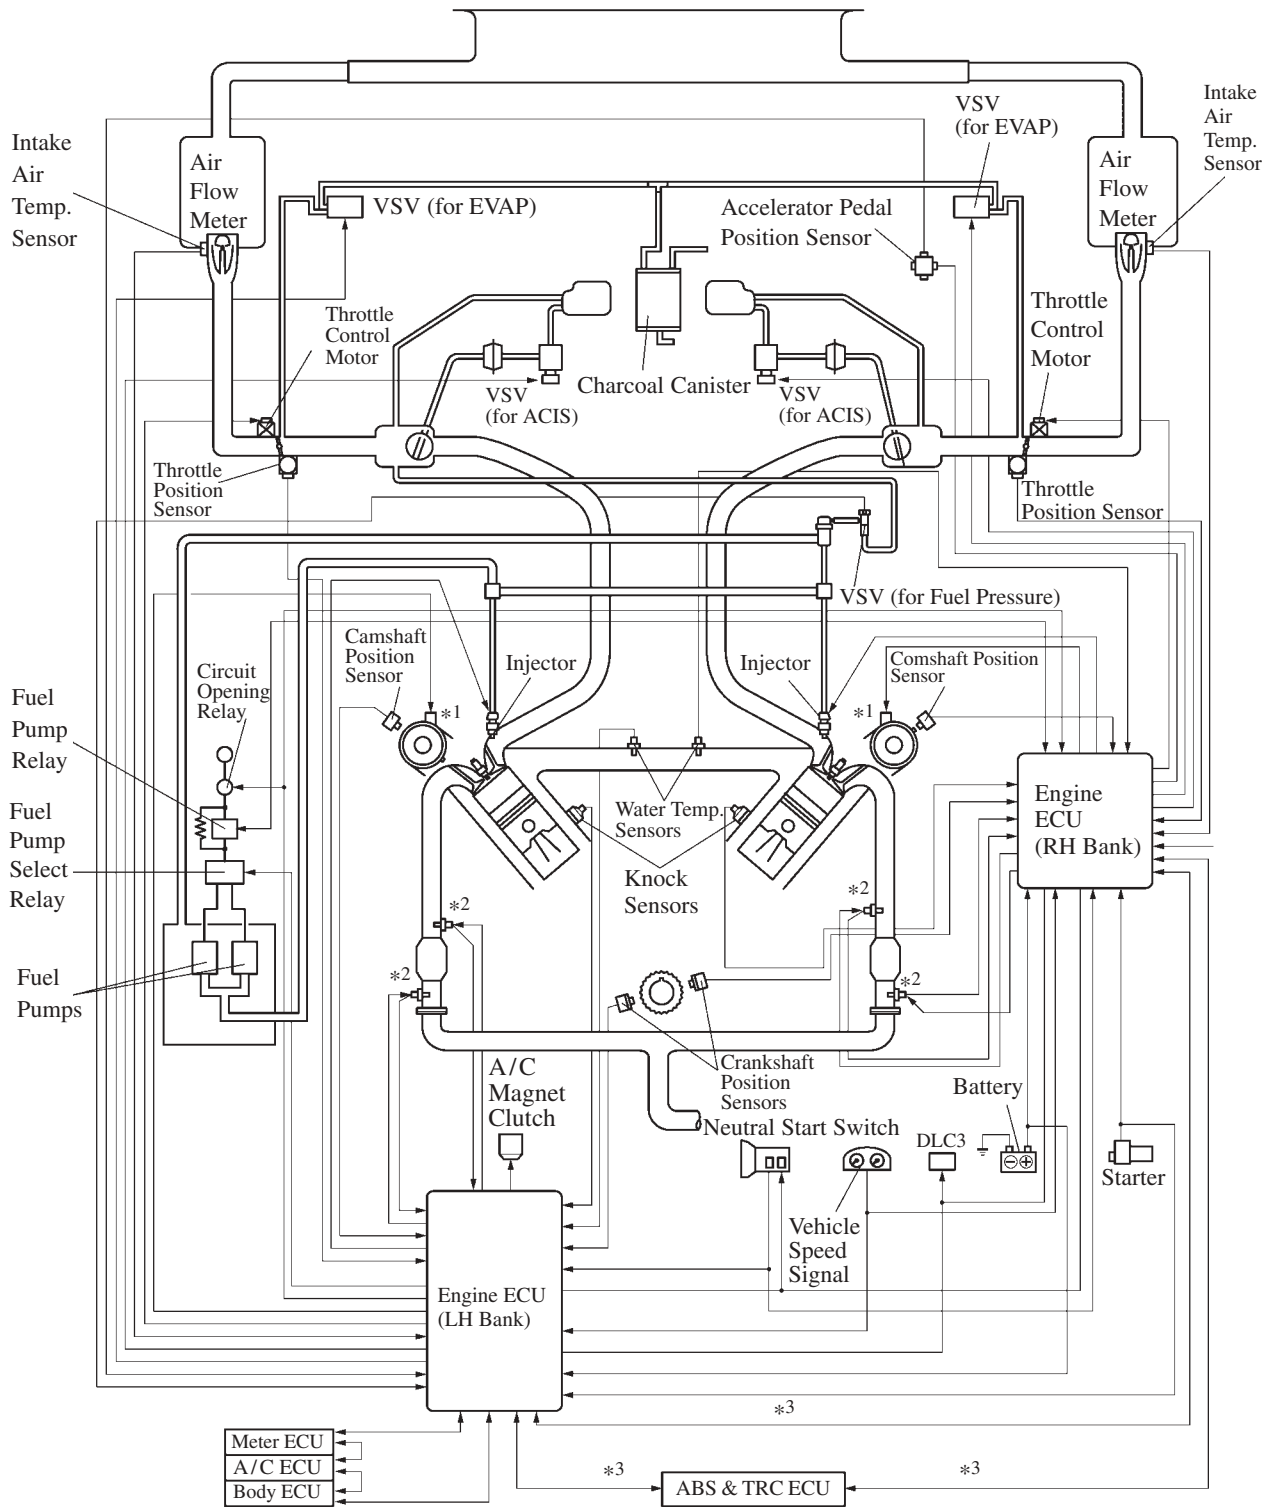 VSV
(for EVAP)
Intake
Air
Temp.
Sensor
Intake
Air
Temp.
Sensor
Air
Flow
Meter
Air
Flow
Meter
VSV (for EVAP)
Accelerator Pedal
Position Sensor
Throttle
Control
Motor
Throttle
Control
Motor
Charcoal Canister
VSV
(for ACIS)
VSV
(for ACIS)
Throttle
Position
Sensor
Throttle
Position Sensor
VSV (for Fuel Pressure)
Camshaft
Position
Sensor
Injector
Injector
Comshaft Position
Sensor
Circuit
Opening
Relay
*1
*1
Fuel
Pump
Relay
Fuel
Pump
Select
Relay
Water Temp.
Sensors
Engine
ECU
(RH Bank)
Knock
Sensors
*2
*2
*2
*2
Fuel
Pumps
Crankshaft
Position
Sensors
A/C
Magnet
Clutch
Battery
Neutral Start Switch
DLC3
Starter
Vehicle
Speed
Signal
Engine ECU
(LH Bank)
*3
Meter ECU
A/C ECU
Body ECU
*3
ABS & TRC ECU
*3